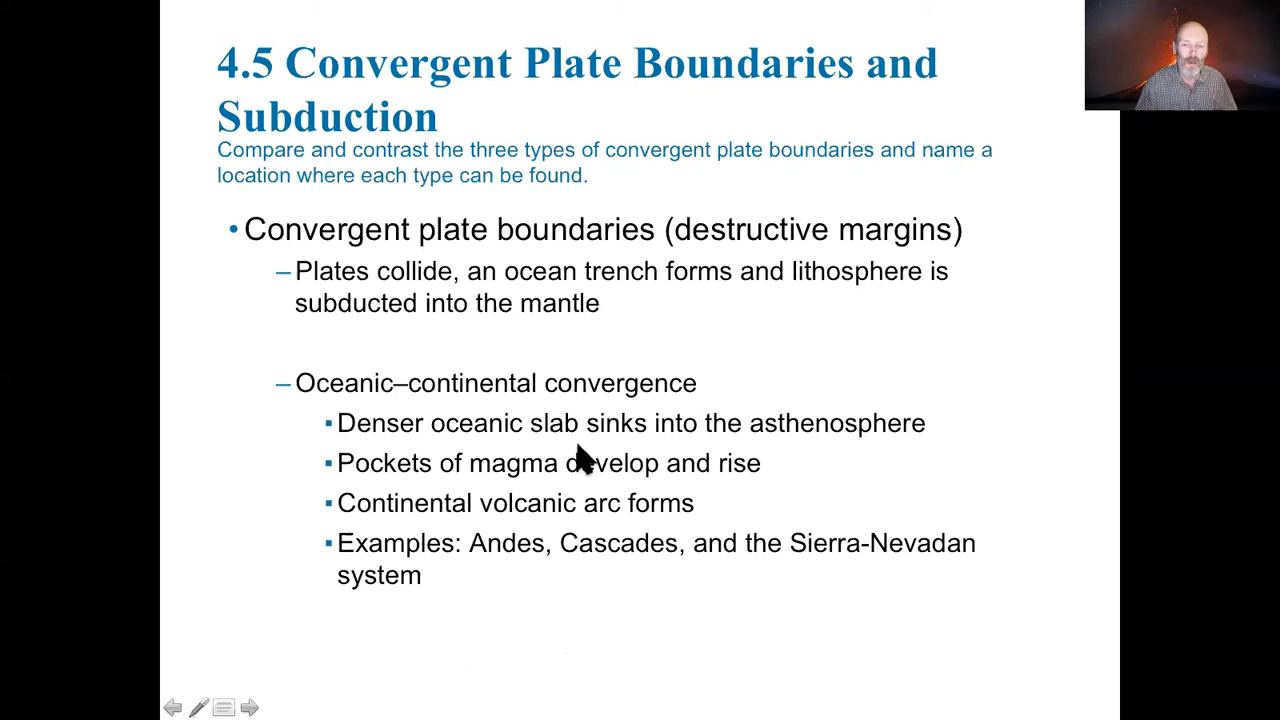 4.5 Convergent Plate Boundaries and
Subduction
Compare and contrast the three types of convergent plate boundaries and name a
location where each type can be found.
• Convergent plate boundaries (destructive margins)
– Plates collide, an ocean trench forms and lithosphere is
subducted into the mantle
– Oceanic–continental convergence
▪ Denser oceanic slab sinks into the asthenosphere
▪ Pockets of magma develop and rise
▪ Continental volcanic arc forms
▪ Examples: Andes, Cascades, and the Sierra-Nevadan
system